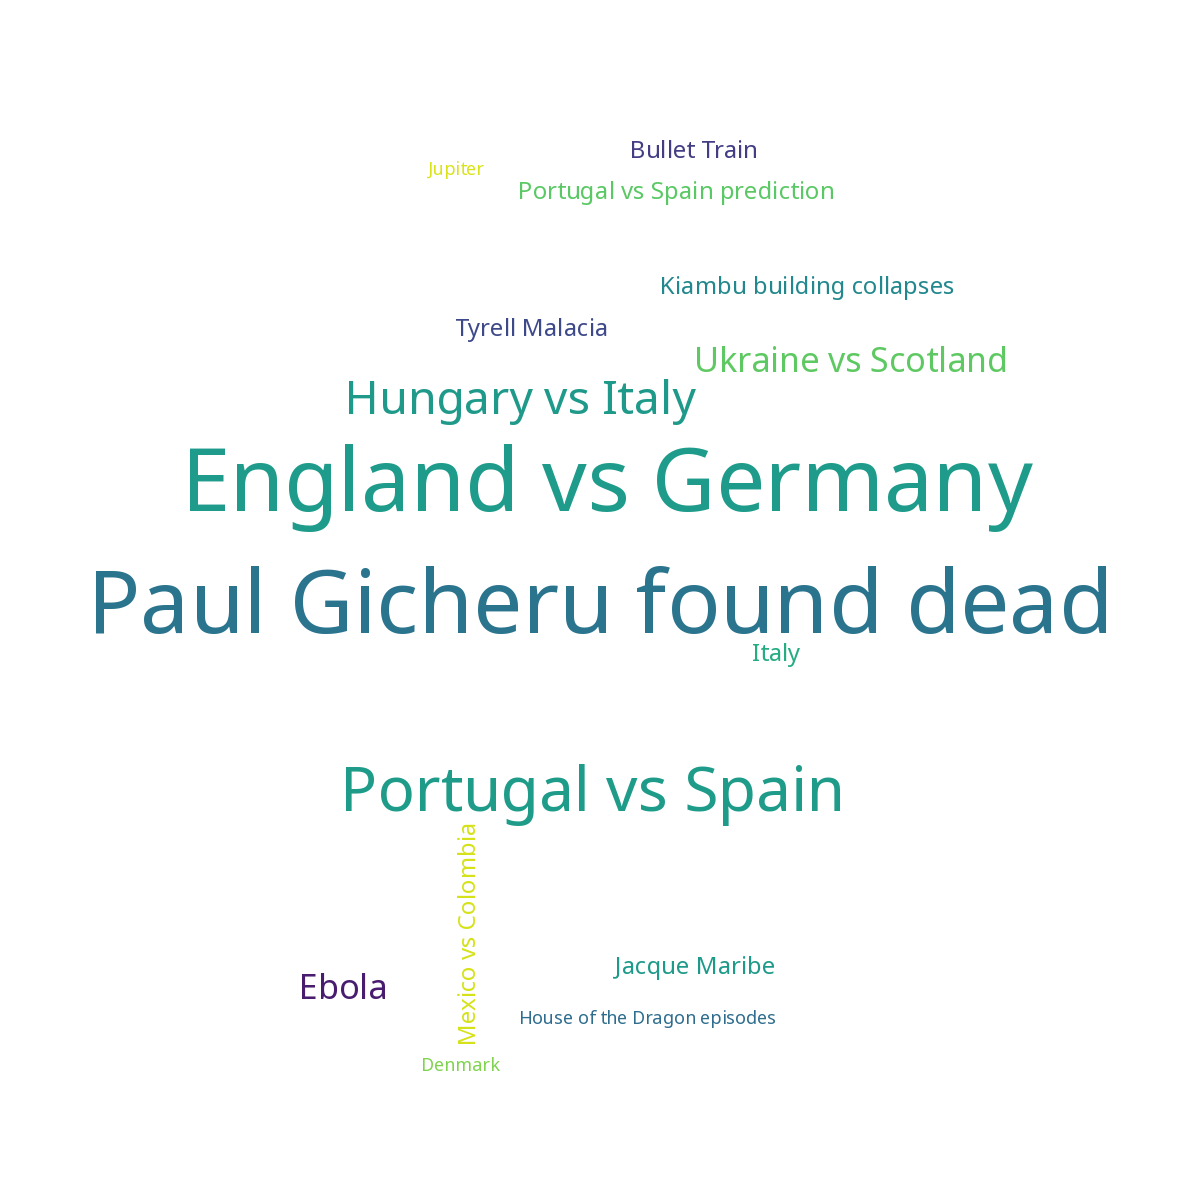 Bullet Train
Jupiter
Portugal vs Spain prediction
Kiambu building collapses
Tyrell Malacia
Ukraine vs Scotland
Hungary vs Italy
England vs Germany
Paul Gicheru found dead
Italy
Portugal vs Spain
Mexico vs Colombia
Jacque Maribe
Ebola
House of the Dragon episodes
Denmark